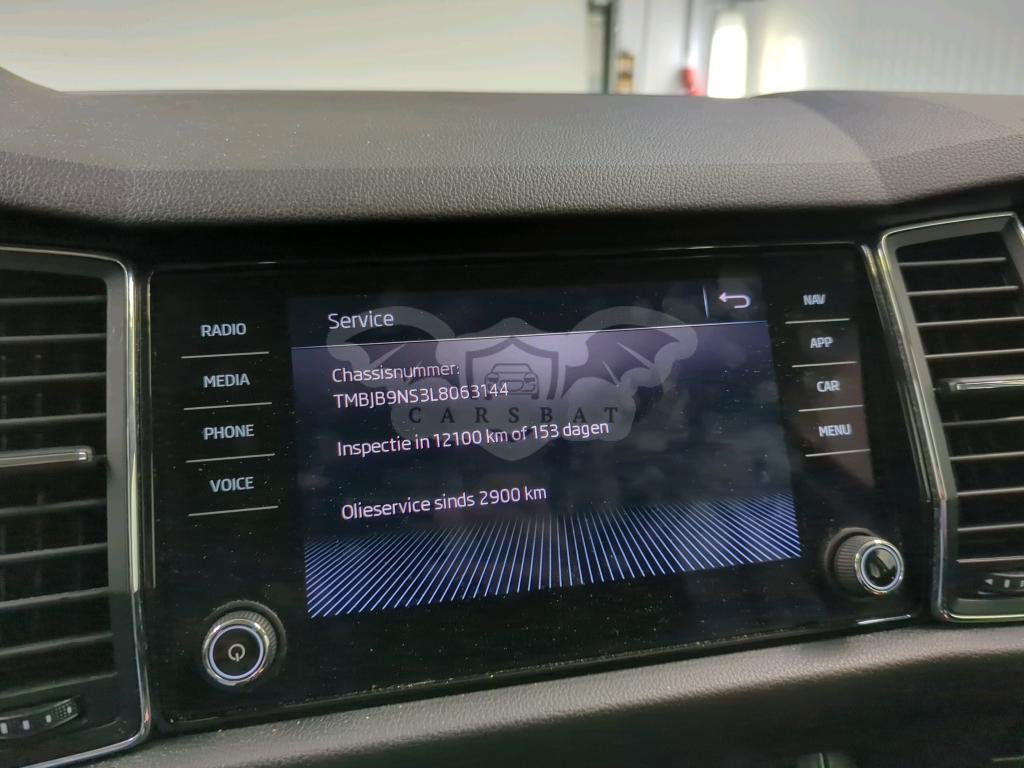 Service
Chassisnummer:
TMBJB9NS3L8063144
Inspectie in 12100 km of 153 dagen
Olieservice sinds 2900 km
RADIO
MEDIA
PHONE
VOICE
NAV
APP
CAR
MENU
CARSBAT